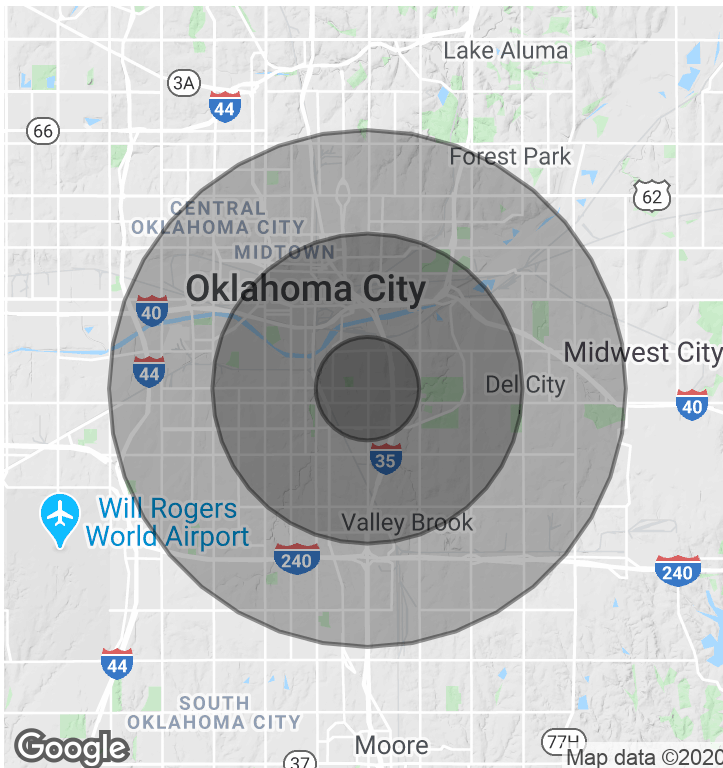 Lake Aluma
3A
44
66
Forest Park
62
CENTRAL
OKLAHOMA CITY
MIDTOWN
Oklahoma City
40
44
Midwest City
Del City
40
35
Will Rogers
World Airport
Valley Brook
240
240
44
SOUTH
OKLAHOMA CITY
Google
Moore
77H
37
Map data ©2020